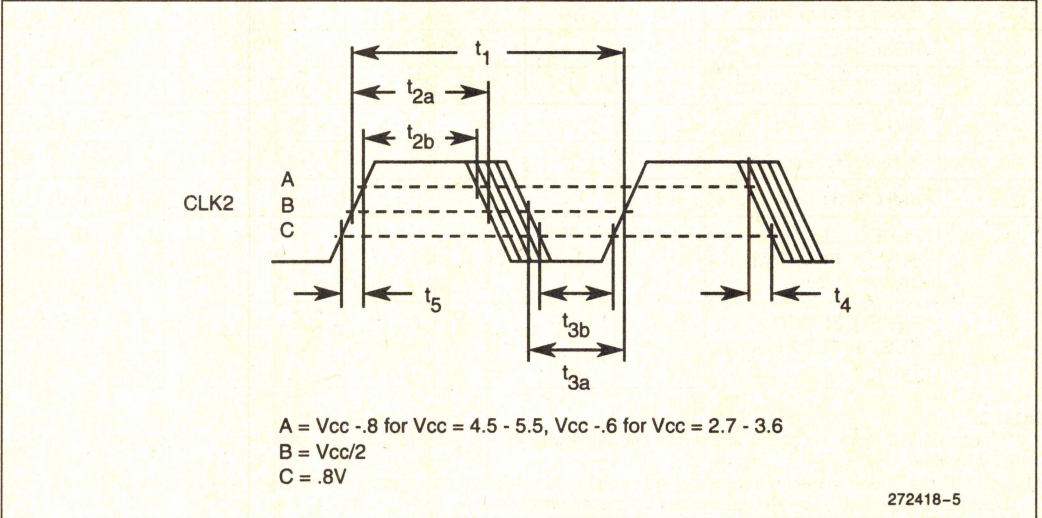 t1
t2a
t2b
A
CLK2 B
C
t5
t4
t3b
t3a
A = Vcc -.8 for Vcc = 4.5 - 5.5, Vcc -.6 for Vcc = 2.7 - 3.6
B = Vcc/2
C = .8V
272418-5